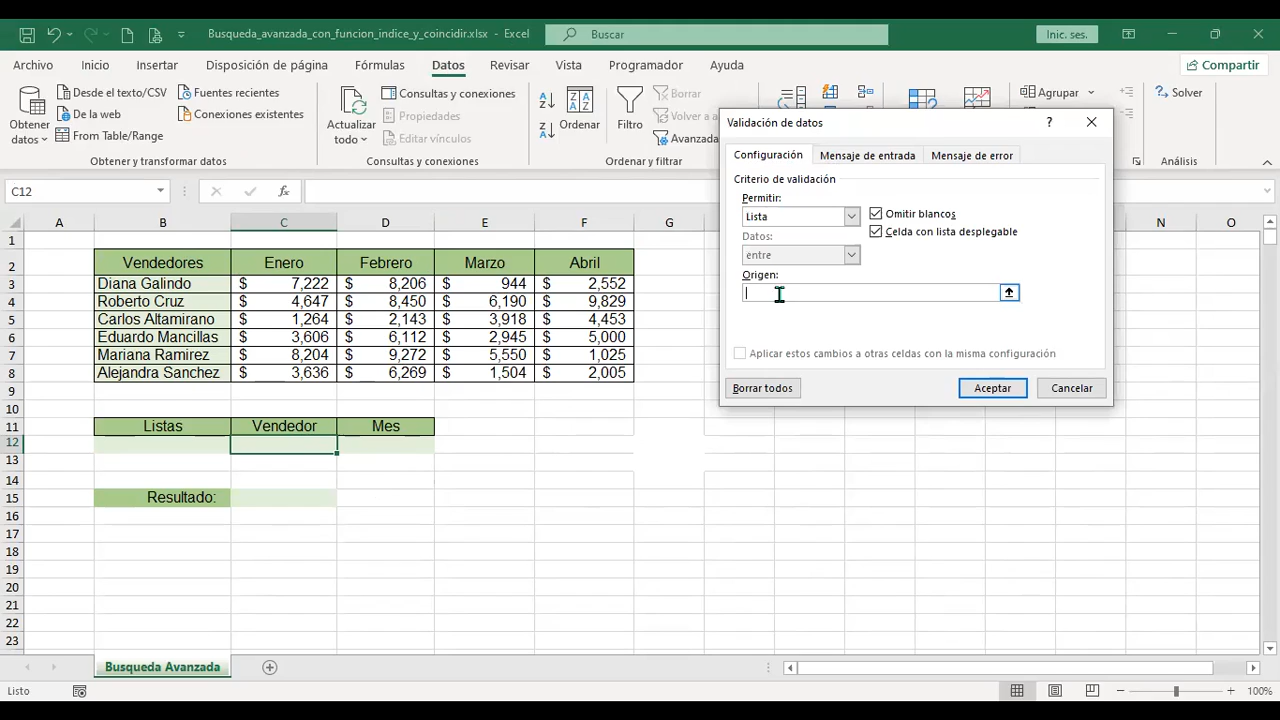 Busqueda_avanzada_con_funcion_indice_y_coincidir.xlsx - Excel
Buscar
Inic. ses.
Archivo Inicio Insertar Disposición de página Fórmulas Datos Revisar Vista Programador Ayuda Compartir
Obtener datos
Desde el texto/CSV
De la web
From Table/Range
Fuentes recientes
Conexiones existentes
Obtener y transformar datos
Actualizar todo
Consultas y conexiones
Propiedades
Editar vínculos
Consultas y conexiones
Ordenar
Filtro
Borrar
Volver a a
Avanzada
Ordenar y filtrar
Agrupar
Solver
Análisis
Validación de datos
?
Configuración Mensaje de entrada Mensaje de error
Criterio de validación
Permitir:
Lista
Omitir blancos
Datos:
Celda con lista desplegable
entre
Origen:
Aplicar estos cambios a otras celdas con la misma configuración
Borrar todos Aceptar Cancelar
C12 fx
A B C D E F G N O
1
2 Vendedores Enero Febrero Marzo Abril
3 Diana Galindo $ 7,222 $ 8,206 $ 944 $ 2,552
4 Roberto Cruz $ 4,647 $ 8,450 $ 6,190 $ 9,829
5 Carlos Altamirano $ 1,264 $ 2,143 $ 3,918 $ 4,453
6 Eduardo Mancillas $ 3,606 $ 6,112 $ 2,945 $ 5,000
7 Mariana Ramirez $ 8,204 $ 9,272 $ 5,550 $ 1,025
8 Alejandra Sanchez $ 3,636 $ 6,269 $ 1,504 $ 2,005
9
10
11 Listas Vendedor Mes
12
13
14
15 Resultado:
16
17
18
19
20
21
22
23
Busqueda Avanzada
Listo
100%